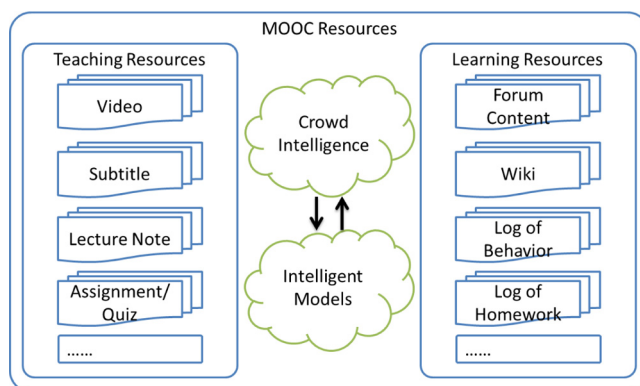 MOOC Resources
Teaching Resources
Video
Subtitle
Lecture Note
Assignment/
Quiz
......
Crowd
Intelligence
Intelligent
Models
Learning Resources
Forum
Content
Wiki
Log of
Behavior
Log of
Homework
......